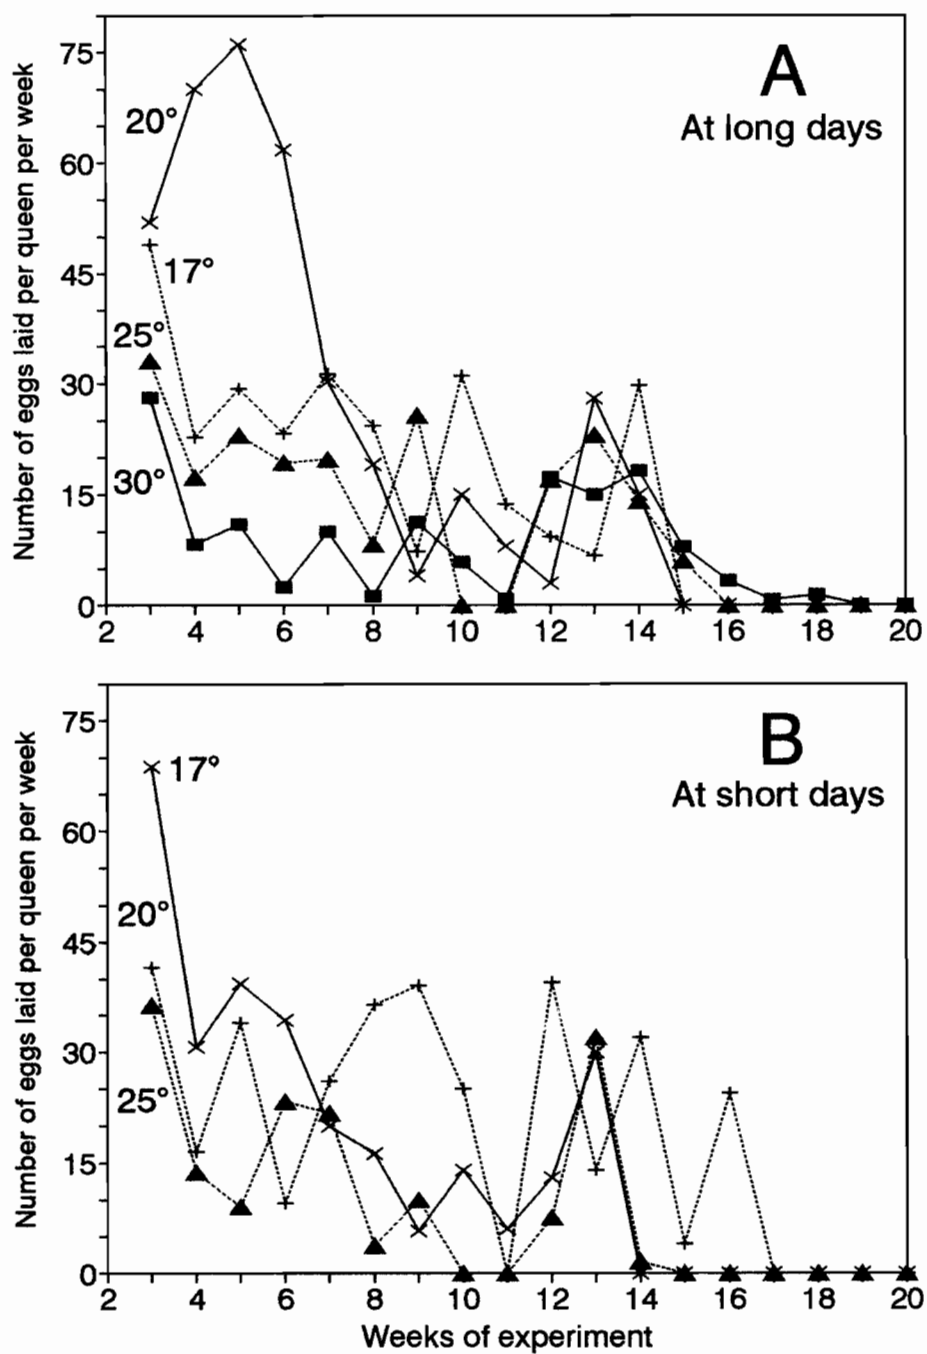 A
At long days
Number of eggs laid per queen per week
75
60
45
30
15
0
20°
17°
25°
30°
2 4 6 8 10 12 14 16 18 20
B
At short days
Number of eggs laid per queen per week
75
60
45
30
15
0
17°
20°
25°
2 4 6 8 10 12 14 16 18 20
Weeks of experiment